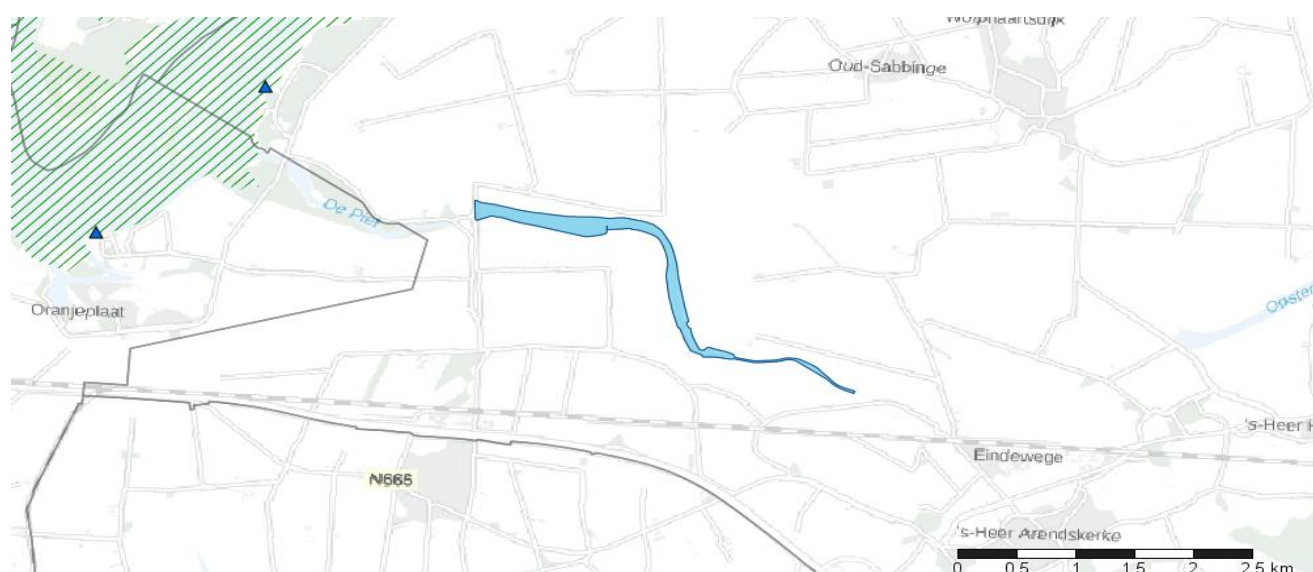 Oud-Sabbinge
De Piet
Oranjeplaat
N665
Eindewege
's-Heer H
's-Heer Arendskerke
0 0.5 1 1.5 2 2.5 km